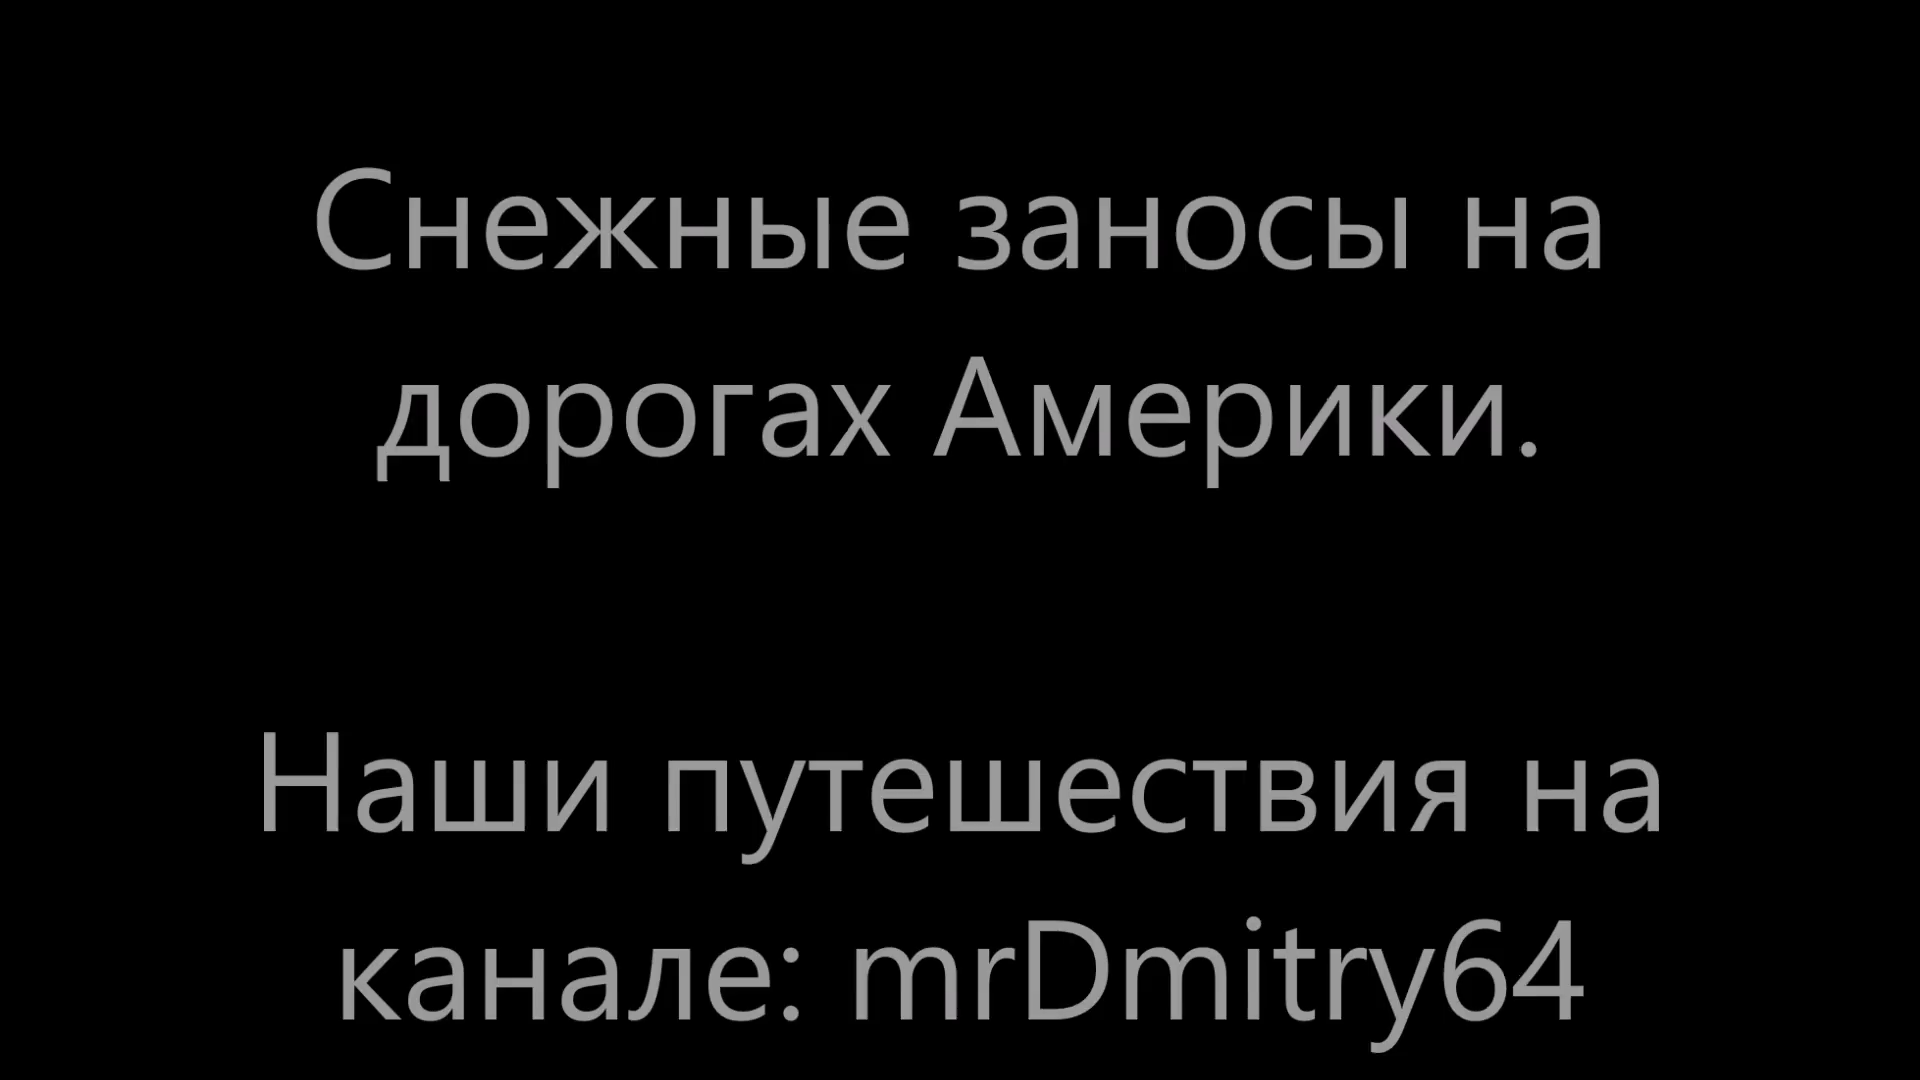 Снежные заносы на
дорогах Америки.
Наши путешествия на
канале: mrDmitry64